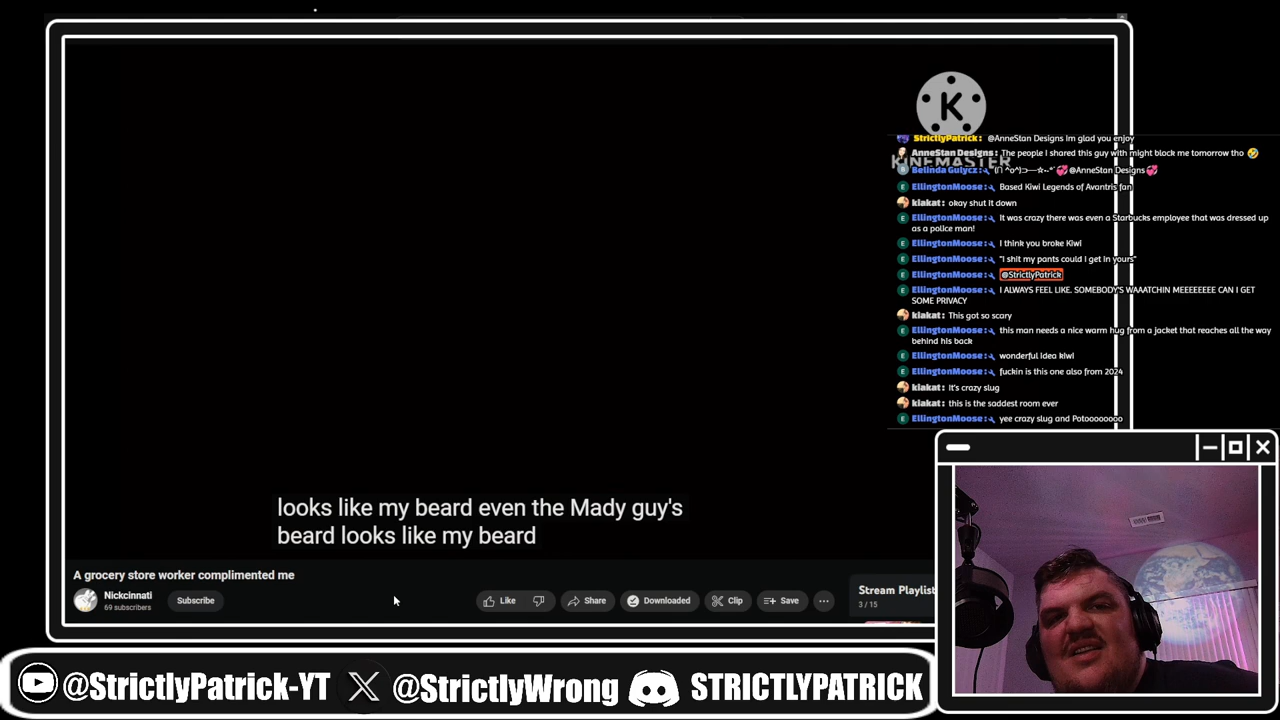 K
KINEMASTER
StrictlyPatrick: @AnneStan Designs Im glad you enjoy
AnneStan Designs: The people I shared this guy with might block me tomorrow tho 🤣
B Belinda Gulycz: (∩ ^o^)⊃━☆・*˙💞@AnneStan Designs💞
E EllingtonMoose: Based Kiwi Legends of Avantris fan
kiakat: okay shut it down
E EllingtonMoose: It was crazy there was even a Starbucks employee that was dressed up
as a police man!
E EllingtonMoose: I think you broke Kiwi
E EllingtonMoose: "I shit my pants could I get in yours"
E EllingtonMoose: @StrictlyPatrick
E EllingtonMoose: I ALWAYS FEEL LIKE. SOMEBODY'S WAAATCHIN MEEEEEEE CAN I GET
SOME PRIVACY
kiakat: This got so scary
E EllingtonMoose: this man needs a nice warm hug from a jacket that reaches all the way
behind his back
E EllingtonMoose: wonderful idea kiwi
E EllingtonMoose: fuckin is this one also from 2024
kiakat: It's crazy slug
kiakat: this is the saddest room ever
E EllingtonMoose: yee crazy slug and Potooooooo
looks like my beard even the Mady guy's
beard looks like my beard
A grocery store worker complimented me
Nickcinnati
69 subscribers
Subscribe
Like
Share
Downloaded
Clip
Save
Stream Playlist
3 / 15
@StrictlyPatrick-YT
@StrictlyWrong
STRICTLYPATRICK